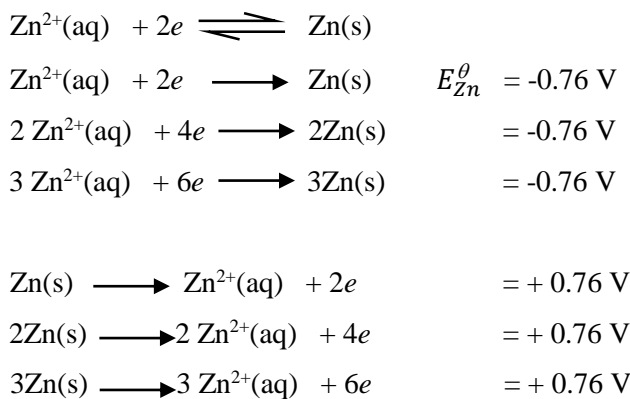 Zn²⁺(aq) + 2e ⇌ Zn(s)
Zn²⁺(aq) + 2e ⟶ Zn(s) E^θ_Zn = -0.76 V
2 Zn²⁺(aq) + 4e ⟶ 2Zn(s) = -0.76 V
3 Zn²⁺(aq) + 6e ⟶ 3Zn(s) = -0.76 V
Zn(s) ⟶ Zn²⁺(aq) + 2e = + 0.76 V
2Zn(s) ⟶ 2 Zn²⁺(aq) + 4e = + 0.76 V
3Zn(s) ⟶ 3 Zn²⁺(aq) + 6e = + 0.76 V